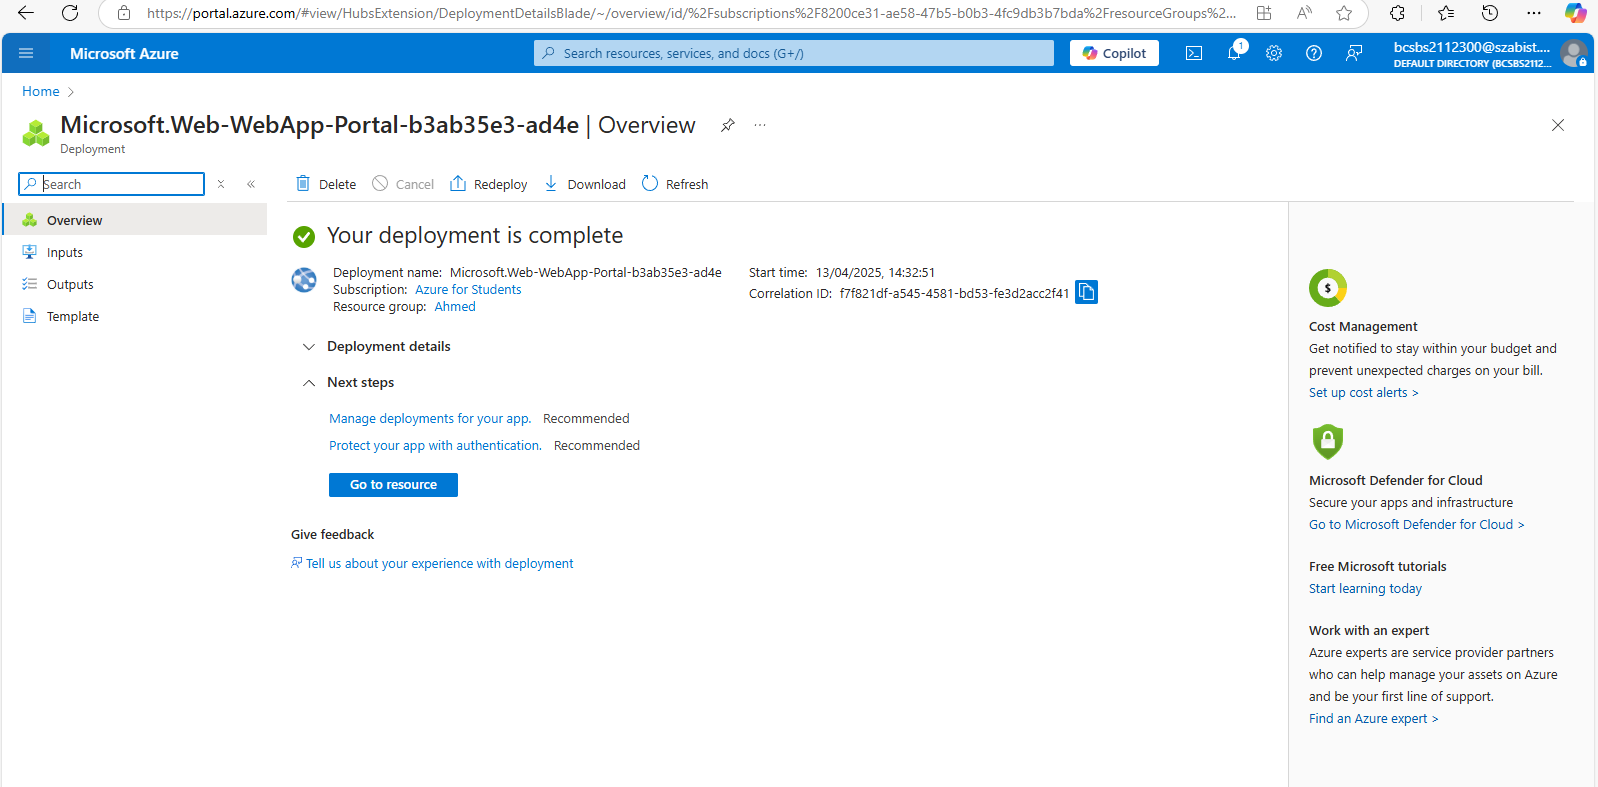 https://portal.azure.com/#view/HubsExtension/DeploymentDetailsBlade/~/overview/id/%2Fsubscriptions%2F8200ce31-ae58-47b5-b0b3-4fc9db3b7bda%2FresourceGroups%2...
Microsoft Azure
Search resources, services, and docs (G+/)
Copilot
1
bcsbs2112300@szabist....
DEFAULT DIRECTORY (BCSBS2112...
Home
Microsoft.Web-WebApp-Portal-b3ab35e3-ad4e | Overview
Deployment
Search
Delete
Cancel
Redeploy
Download
Refresh
Overview
Inputs
Outputs
Template
Your deployment is complete
Deployment name: Microsoft.Web-WebApp-Portal-b3ab35e3-ad4e
Subscription: Azure for Students
Resource group: Ahmed
Start time: 13/04/2025, 14:32:51
Correlation ID: f7f821df-a545-4581-bd53-fe3d2acc2f41
Deployment details
Next steps
Manage deployments for your app. Recommended
Protect your app with authentication. Recommended
Go to resource
Give feedback
Tell us about your experience with deployment
$
Cost Management
Get notified to stay within your budget and
prevent unexpected charges on your bill.
Set up cost alerts >
Microsoft Defender for Cloud
Secure your apps and infrastructure
Go to Microsoft Defender for Cloud >
Free Microsoft tutorials
Start learning today
Work with an expert
Azure experts are service provider partners
who can help manage your assets on Azure
and be your first line of support.
Find an Azure expert >